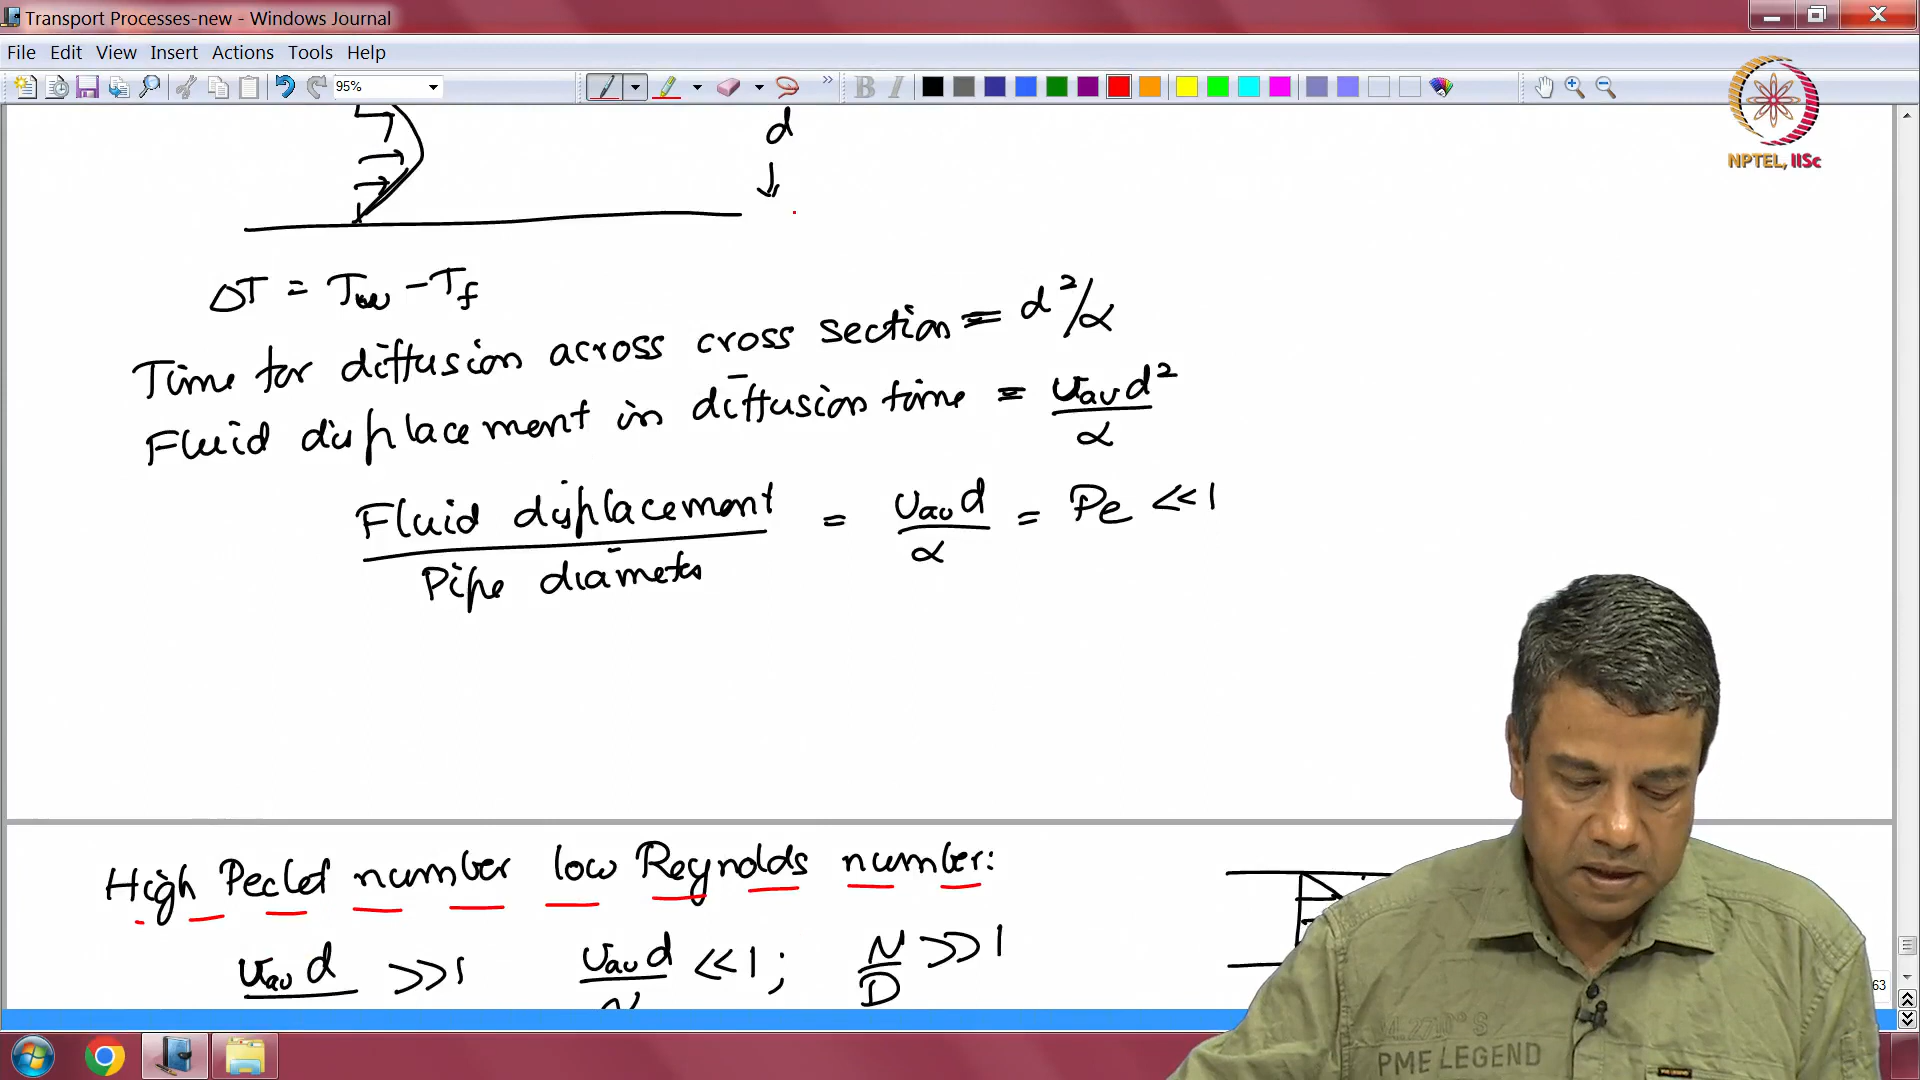 Transport Processes-new - Windows Journal
File Edit View Insert Actions Tools Help
95%
B I
NPTEL, IISc
d
ΔT = Tw - Tf
Time for diffusion across cross section = d²/α
Fluid displacement in diffusion time = uav d²/α
Fluid displacement / Pipe diameter = uav d/α = Pe <<1
High Peclet number low Reynolds number:
uav d >>1 uav d/ν <<1; ν/D >>1
63
PME LEGEND